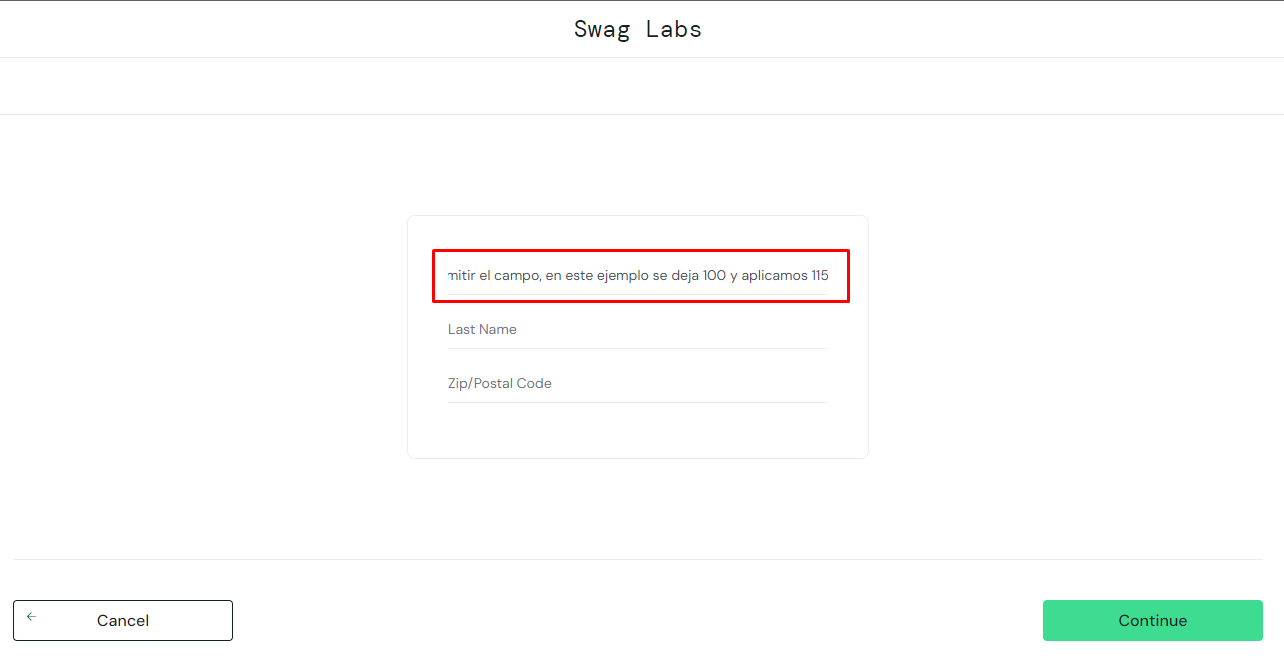 Swag Labs
mitir el campo, en este ejemplo se deja 100 y aplicamos 115
Last Name
Zip/Postal Code
← Cancel
Continue